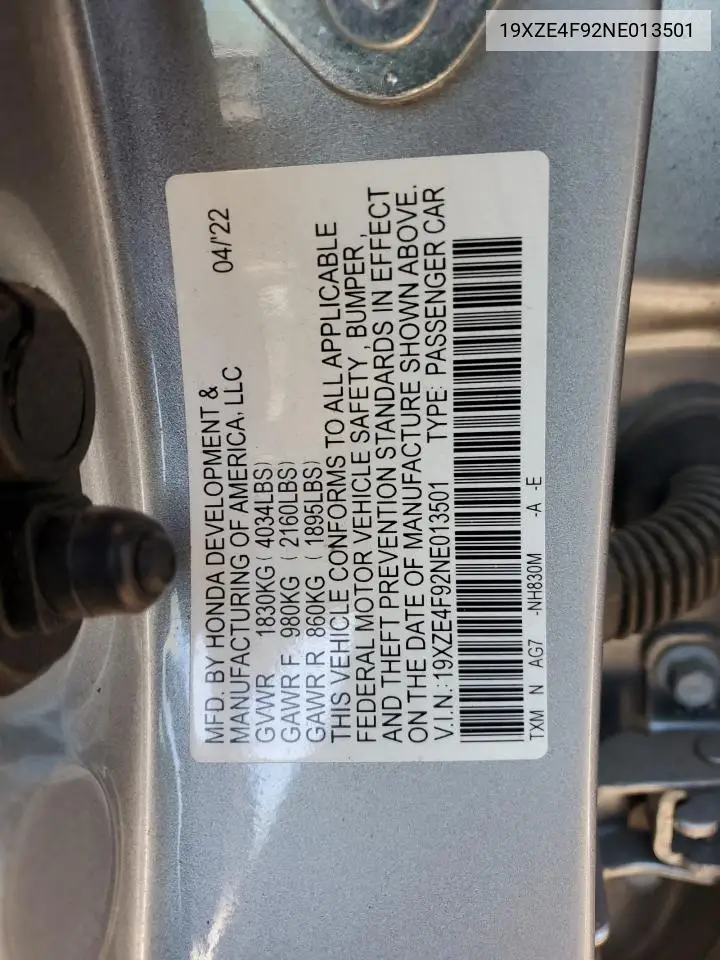 19XZE4F92NE013501
MFD. BY HONDA DEVELOPMENT & 04/'22
MANUFACTURING OF AMERICA, LLC
GVWR 1830KG ( 4034LBS)
GAWR F 980KG ( 2160LBS)
GAWR R 860KG ( 1895LBS)
THIS VEHICLE CONFORMS TO ALL APPLICABLE
FEDERAL MOTOR VEHICLE SAFETY, BUMPER,
AND THEFT PREVENTION STANDARDS IN EFFECT
ON THE DATE OF MANUFACTURE SHOWN ABOVE.
V.I.N.: 19XZE4F92NE013501 TYPE: PASSENGER CAR
TXM N AG7 -NH830M -A -E